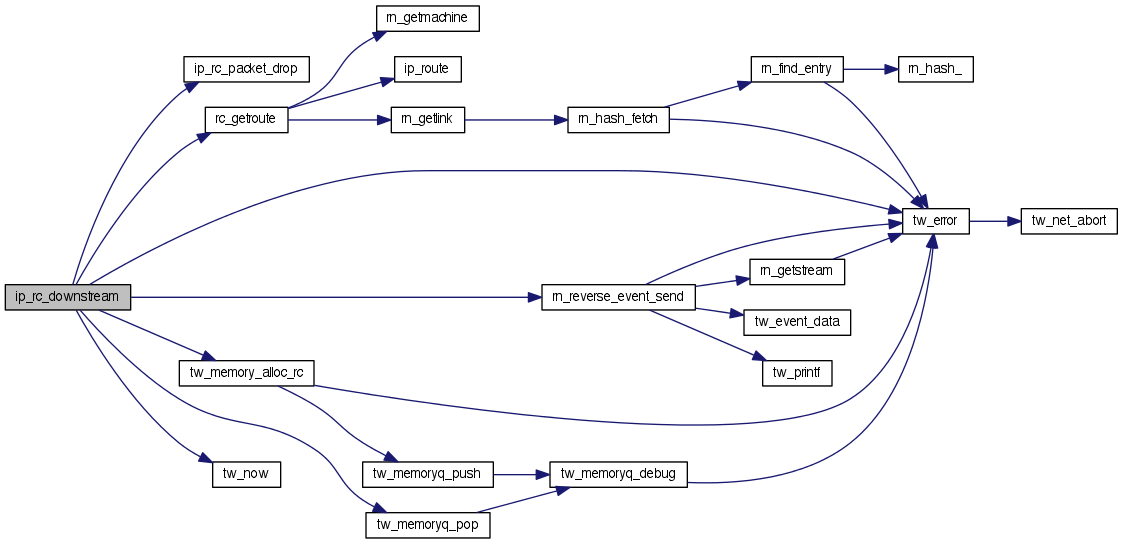 rn_getmachine
ip_rc_packet_drop
ip_route
rn_find_entry
rn_hash_
rc_getroute
rn_getlink
rn_hash_fetch
tw_error
tw_net_abort
rn_getstream
ip_rc_downstream
rn_reverse_event_send
tw_event_data
tw_memory_alloc_rc
tw_printf
tw_now
tw_memoryq_push
tw_memoryq_debug
tw_memoryq_pop